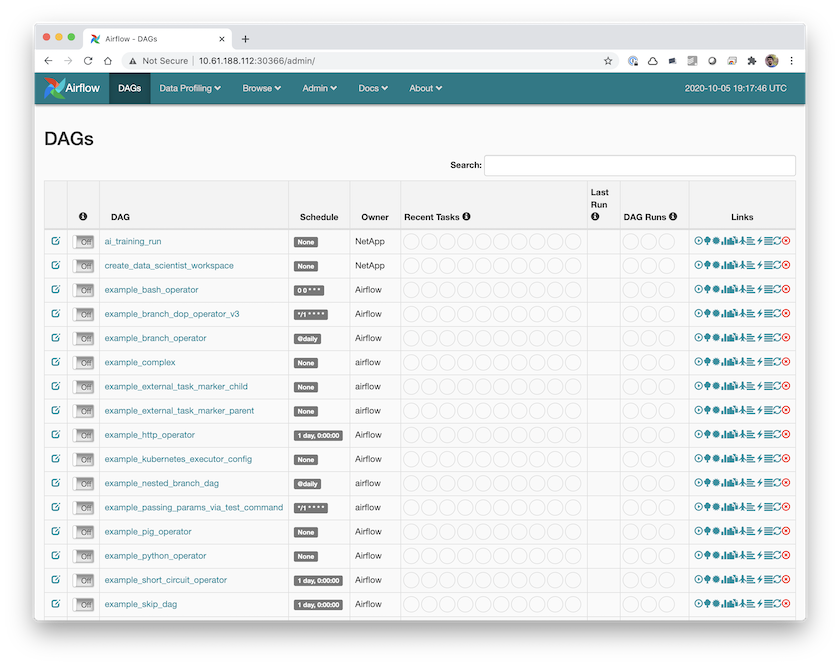 Airflow - DAGs
Not Secure | 10.61.188.112:30366/admin/
Airflow DAGs Data Profiling Browse Admin Docs About 2020-10-05 19:17:46 UTC
DAGs
Search:
DAG Schedule Owner Recent Tasks Last Run DAG Runs Links
Off ai_training_run None NetApp
Off create_data_scientist_workspace None NetApp
Off example_bash_operator 0 0 * * * Airflow
Off example_branch_dop_operator_v3 */1 * * * * Airflow
Off example_branch_operator @daily Airflow
Off example_complex None airflow
Off example_external_task_marker_child None airflow
Off example_external_task_marker_parent None airflow
Off example_http_operator 1 day, 0:00:00 Airflow
Off example_kubernetes_executor_config None Airflow
Off example_nested_branch_dag @daily Airflow
Off example_passing_params_via_test_command */1 * * * * Airflow
Off example_pig_operator None Airflow
Off example_python_operator None Airflow
Off example_short_circuit_operator 1 day, 0:00:00 Airflow
Off example_skip_dag 1 day, 0:00:00 Airflow